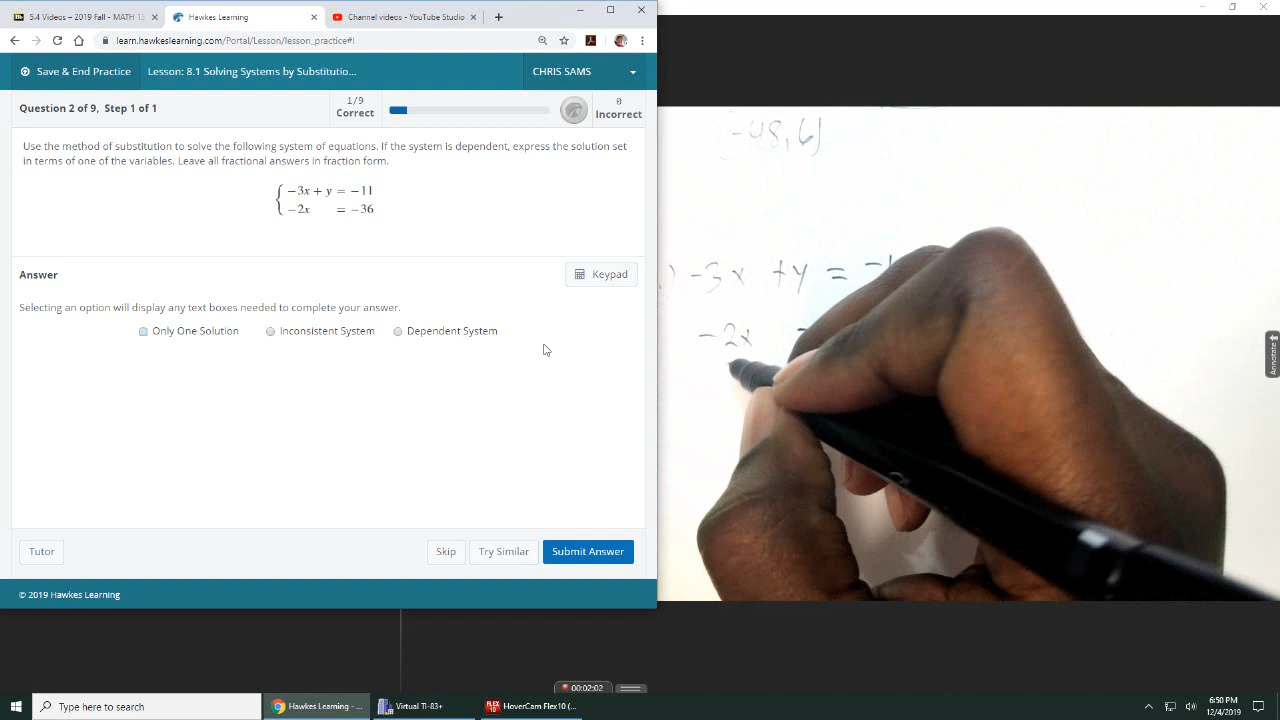 5.4 Videos – 2019 Fall - MATH 13
Hawkes Learning
Channel videos - YouTube Studio
learn.hawkeslearning.com/Portal/Lesson/lesson_practice#!
Save & End Practice
Lesson: 8.1 Solving Systems by Substitutio...
CHRIS SAMS
Question 2 of 9, Step 1 of 1
1/9
Correct
0
Incorrect
Use the method of substitution to solve the following system of equations. If the system is dependent, express the solution set
in terms of one of the variables. Leave all fractional answers in fraction form.
−3x + y = −11
−2x = −36
Answer
Keypad
Selecting an option will display any text boxes needed to complete your answer.
Only One Solution
Inconsistent System
Dependent System
Tutor
Skip
Try Similar
Submit Answer
© 2019 Hawkes Learning
(-48,6)
) -3x + y = -1
-2x
Annotate
00:02:02
Type here to search
Hawkes Learning - ...
Virtual TI-83+
HoverCam Flex10 (...
6:50 PM
12/4/2019